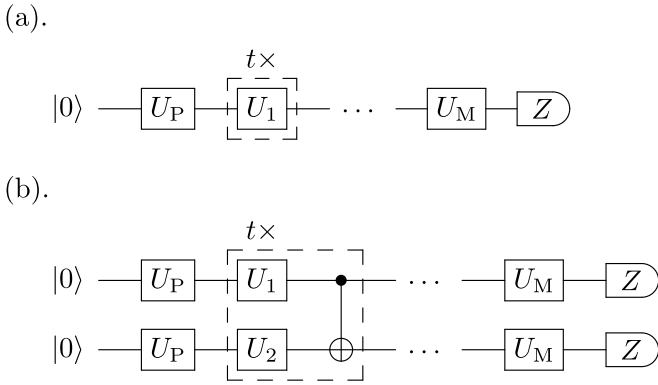 (a).
t×
|0⟩ U_P U_1 ... U_M Z
(b).
t×
|0⟩ U_P U_1 ... U_M Z
|0⟩ U_P U_2 ... U_M Z